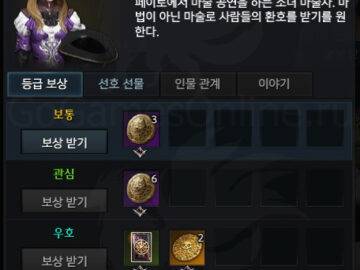 페이토에서 마술 공연을 하는 소녀 마술사. 마
법이 아닌 마술로 사람들의 환호를 받기를 원
한다.
등급 보상 선호 선물 인물 관계 이야기
보통
보상 받기
3
관심
보상 받기
6
우호
보상 받기
2